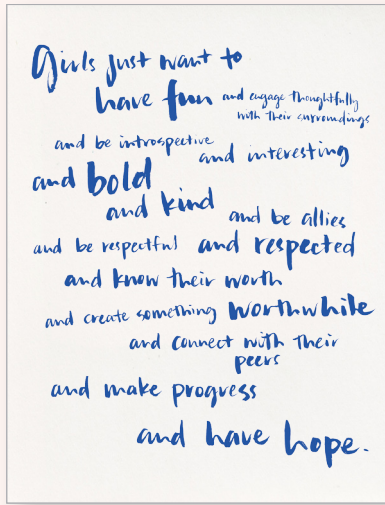 Girls just want to
have fun and engage thoughtfully
with their surroundings
and be introspective
and interesting
and bold
and kind
and be allies
and be respectful and respected
and know their worth
and create something worthwhile
and connect with their
peers
and make progress
and have hope.